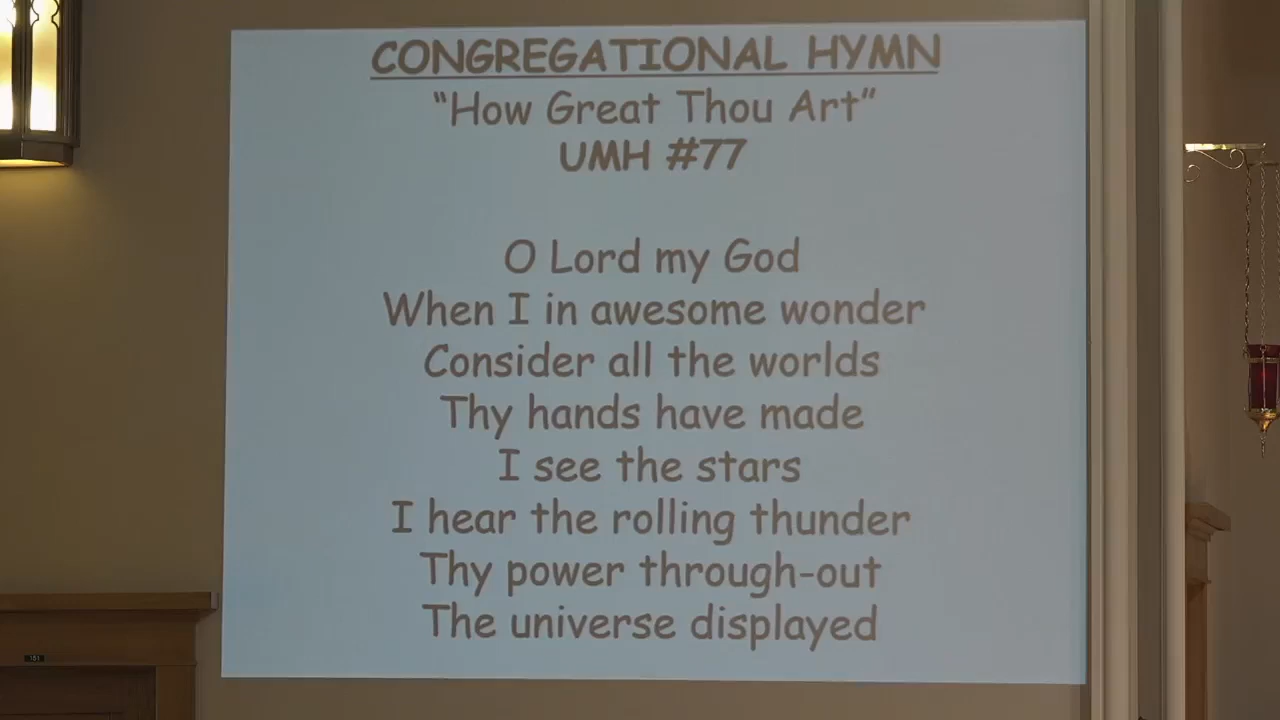 CONGREGATIONAL HYMN
“How Great Thou Art”
UMH #77
O Lord my God
When I in awesome wonder
Consider all the worlds
Thy hands have made
I see the stars
I hear the rolling thunder
Thy power through-out
The universe displayed
151